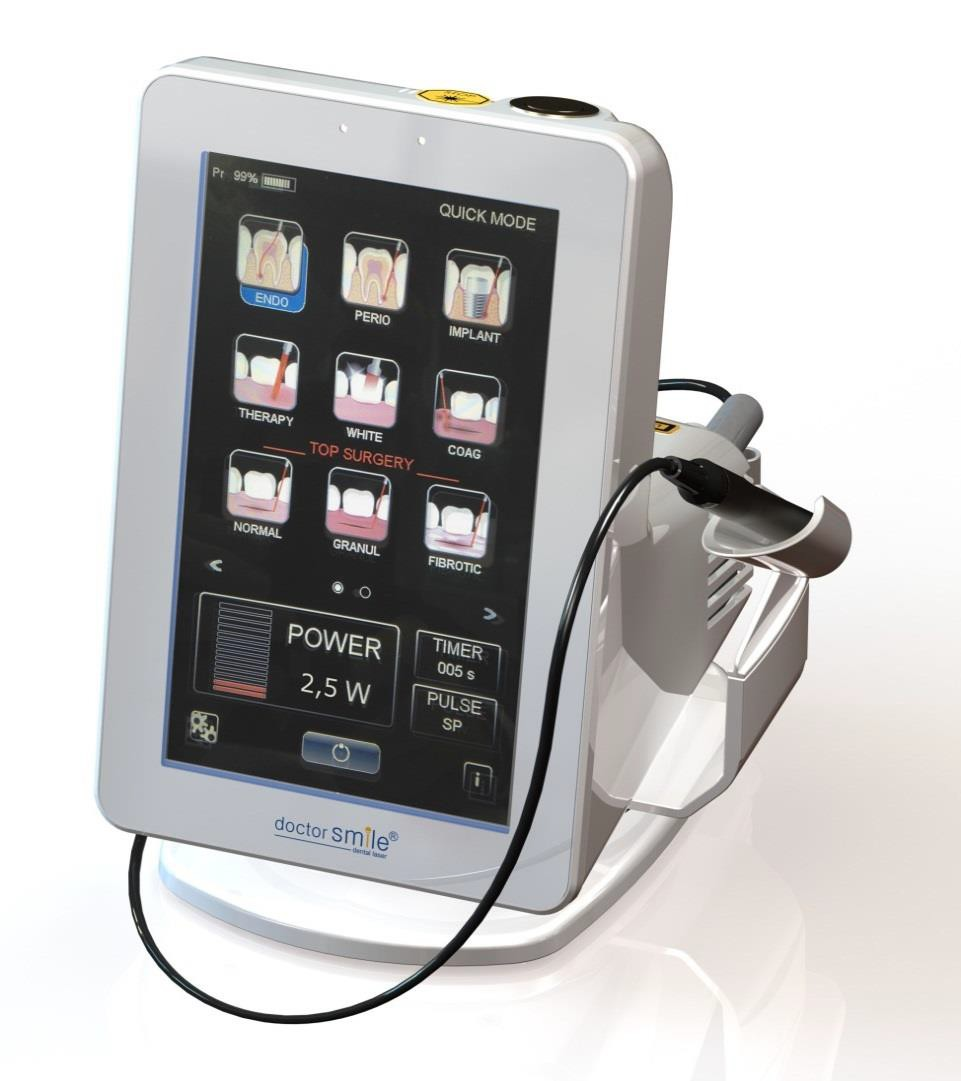 STOP
Pr 99%
QUICK MODE
ENDO
PERIO
IMPLANT
THERAPY
WHITE
COAG
TOP SURGERY
NORMAL
GRANUL
FIBROTIC
<
>
POWER
2,5 W
TIMER
005 s
PULSE
SP
i
doctor smile®
dental laser